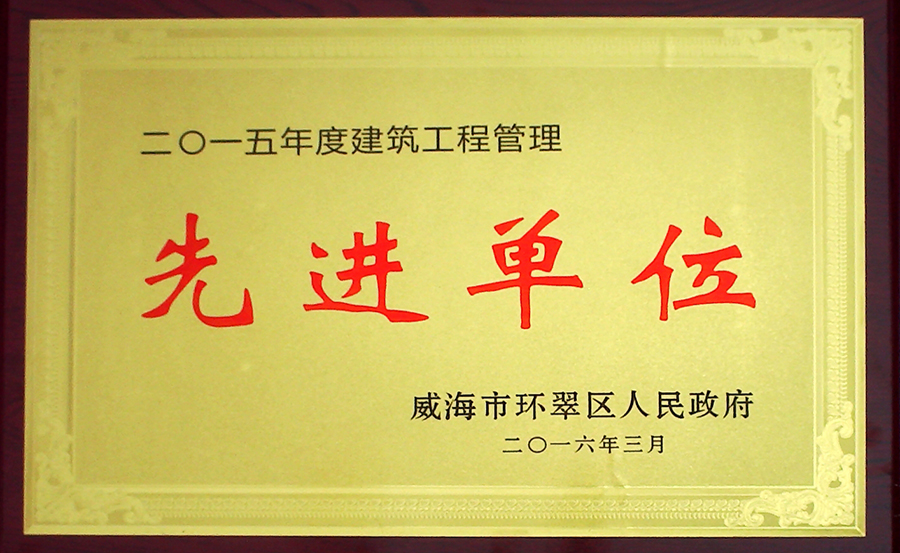 二〇一五年度建筑工程管理
先进单位
威海市环翠区人民政府
二〇一六年三月